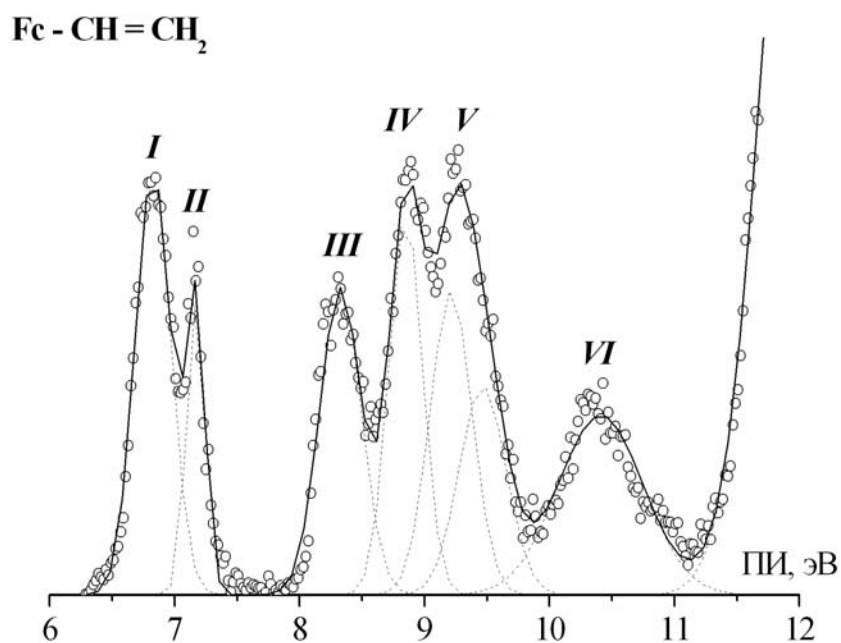 Fc - CH = CH₂
I
II
III
IV
V
VI
ПИ, эВ
6 7 8 9 10 11 12